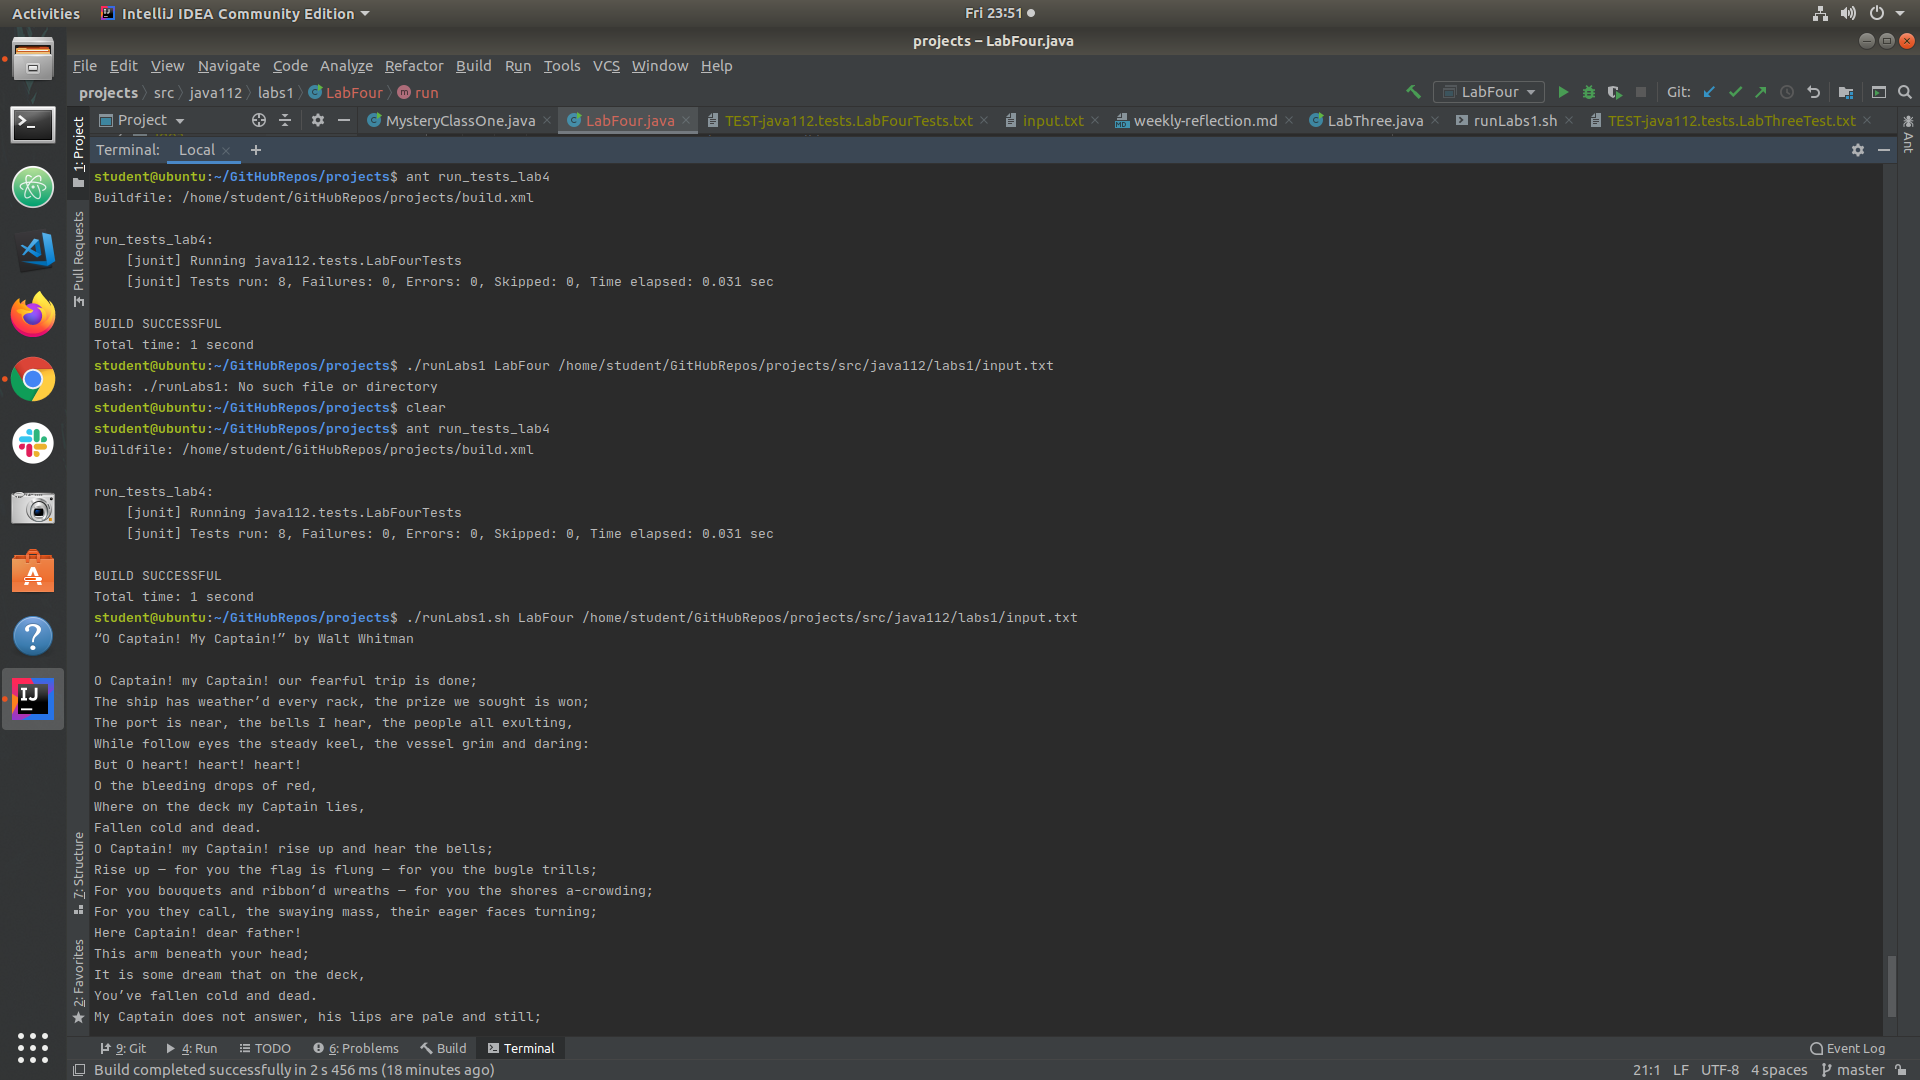 Activities IntelliJ IDEA Community Edition Fri 23:51
projects – LabFour.java
File Edit View Navigate Code Analyze Refactor Build Run Tools VCS Window Help
projects src java112 labs1 LabFour run LabFour Git:
Project MysteryClassOne.java LabFour.java TEST-java112.tests.LabFourTests.txt input.txt weekly-reflection.md LabThree.java runLabs1.sh TEST-java112.tests.LabThreeTest.txt
Terminal: Local +
1: Project
Pull Requests
7: Structure
2: Favorites
Ant
student@ubuntu:~/GitHubRepos/projects$ ant run_tests_lab4
Buildfile: /home/student/GitHubRepos/projects/build.xml
run_tests_lab4:
[junit] Running java112.tests.LabFourTests
[junit] Tests run: 8, Failures: 0, Errors: 0, Skipped: 0, Time elapsed: 0.031 sec
BUILD SUCCESSFUL
Total time: 1 second
student@ubuntu:~/GitHubRepos/projects$ ./runLabs1 LabFour /home/student/GitHubRepos/projects/src/java112/labs1/input.txt
bash: ./runLabs1: No such file or directory
student@ubuntu:~/GitHubRepos/projects$ clear
student@ubuntu:~/GitHubRepos/projects$ ant run_tests_lab4
Buildfile: /home/student/GitHubRepos/projects/build.xml
run_tests_lab4:
[junit] Running java112.tests.LabFourTests
[junit] Tests run: 8, Failures: 0, Errors: 0, Skipped: 0, Time elapsed: 0.031 sec
BUILD SUCCESSFUL
Total time: 1 second
student@ubuntu:~/GitHubRepos/projects$ ./runLabs1.sh LabFour /home/student/GitHubRepos/projects/src/java112/labs1/input.txt
“O Captain! My Captain!” by Walt Whitman
O Captain! my Captain! our fearful trip is done;
The ship has weather’d every rack, the prize we sought is won;
The port is near, the bells I hear, the people all exulting,
While follow eyes the steady keel, the vessel grim and daring:
But O heart! heart! heart!
O the bleeding drops of red,
Where on the deck my Captain lies,
Fallen cold and dead.
O Captain! my Captain! rise up and hear the bells;
Rise up — for you the flag is flung — for you the bugle trills;
For you bouquets and ribbon’d wreaths — for you the shores a-crowding;
For you they call, the swaying mass, their eager faces turning;
Here Captain! dear father!
This arm beneath your head;
It is some dream that on the deck,
You’ve fallen cold and dead.
My Captain does not answer, his lips are pale and still;
9: Git 4: Run TODO 6: Problems Build Terminal Event Log
Build completed successfully in 2 s 456 ms (18 minutes ago) 21:1 LF UTF-8 4 spaces master